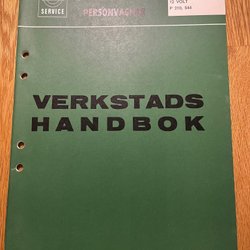 SERVICE
PERSONVAGNAR
12 VOLT
P 210, 544
VERKSTADS
HANDBOK